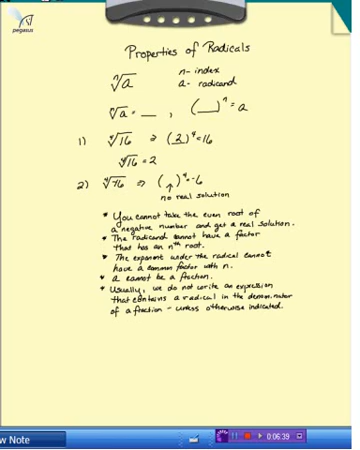 pegasus
Properties of Radicals
ⁿ√a n- index
a- radicand
ⁿ√a = __ , (__)ⁿ = a
1) ⁴√16 ⇒ (2)⁴ = 16
⁴√16 = 2
2) ⁴√-16 ⇒ ( )⁴ = -16
no real solution
* You cannot take the even root of
a negative number and get a real solution.
* The radicand cannot have a factor
that has an nth root.
* The exponent under the radical cannot
have a common factor with n.
* a cannot be a fraction.
* Usually, we do not write an expression
that contains a radical in the denominator
of a fraction - unless otherwise indicated.
w Note
0:06:39